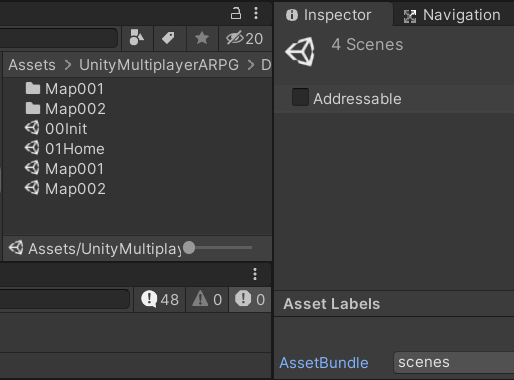 Inspector
Navigation
20
4 Scenes
Assets > UnityMultiplayerARPG > D
Map001
Map002
00Init
01Home
Map001
Map002
Addressable
Assets/UnityMultiplay
48
0
0
Asset Labels
AssetBundle
scenes